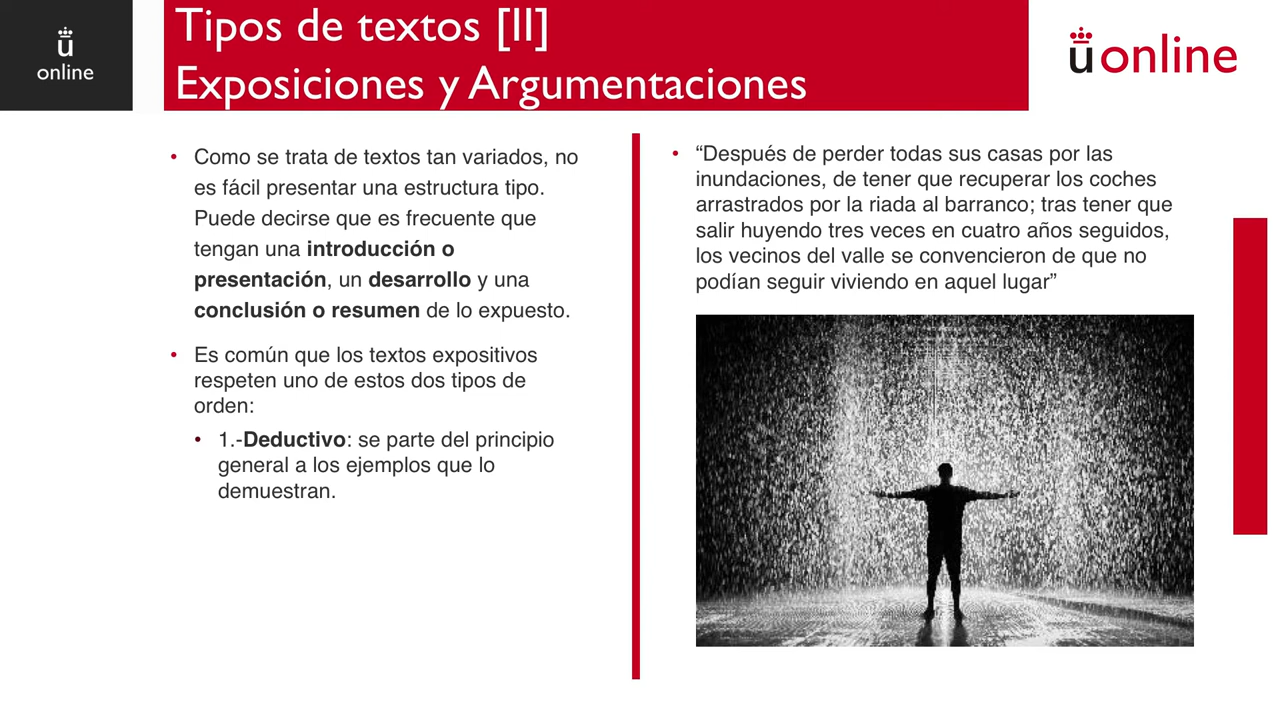 ü
online
Tipos de textos [II]
Exposiciones y Argumentaciones
üonline
• Como se trata de textos tan variados, no
es fácil presentar una estructura tipo.
Puede decirse que es frecuente que
tengan una introducción o
presentación, un desarrollo y una
conclusión o resumen de lo expuesto.
• Es común que los textos expositivos
respeten uno de estos dos tipos de
orden:
• 1.-Deductivo: se parte del principio
general a los ejemplos que lo
demuestran.
• “Después de perder todas sus casas por las
inundaciones, de tener que recuperar los coches
arrastrados por la riada al barranco; tras tener que
salir huyendo tres veces en cuatro años seguidos,
los vecinos del valle se convencieron de que no
podían seguir viviendo en aquel lugar”